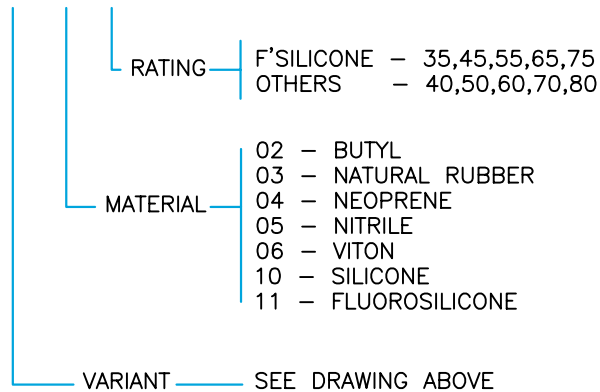 RATING
F'SILICONE – 35,45,55,65,75
OTHERS – 40,50,60,70,80
MATERIAL
02 – BUTYL
03 – NATURAL RUBBER
04 – NEOPRENE
05 – NITRILE
06 – VITON
10 – SILICONE
11 – FLUOROSILICONE
VARIANT
SEE DRAWING ABOVE